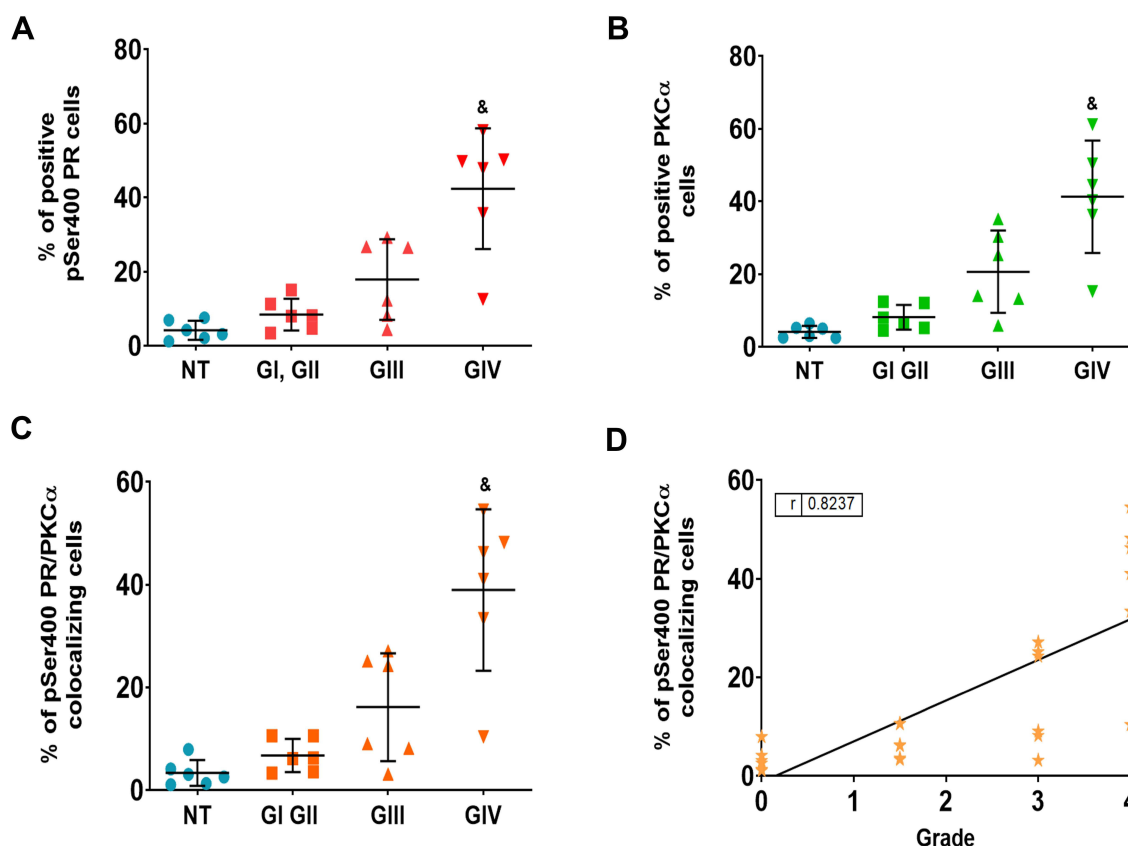 A
% of positive
pSer400 PR cells
80
60
40
20
0
&
NT
GI, GII
GIII
GIV
B
% of positive PKCα
cells
80
60
40
20
0
&
NT
GI GII
GIII
GIV
C
% of pSer400 PR/PKCα
colocalizing cells
60
40
20
0
&
NT
GI GII
GIII
GIV
D
% of pSer400 PR/PKCα
colocalizing cells
60
40
20
0
r 0.8237
0
1
2
3
4
Grade